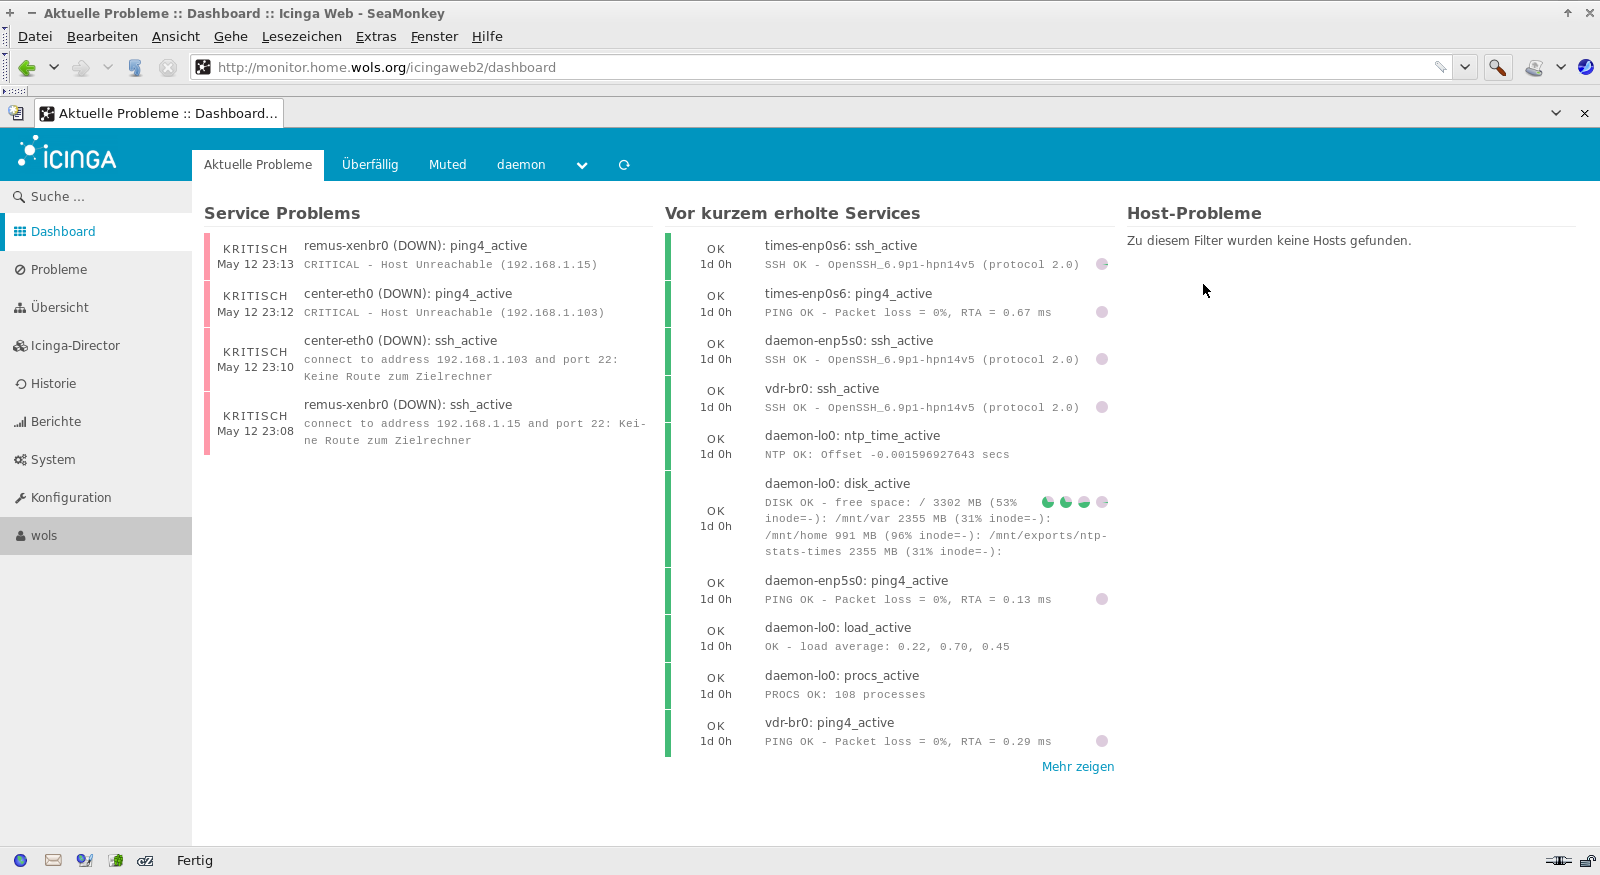 Aktuelle Probleme :: Dashboard :: Icinga Web - SeaMonkey
Datei Bearbeiten Ansicht Gehe Lesezeichen Extras Fenster Hilfe
http://monitor.home.wols.org/icingaweb2/dashboard
Aktuelle Probleme :: Dashboard...
ICINGA
Aktuelle Probleme Überfällig Muted daemon
Suche ...
Dashboard
Probleme
Übersicht
Icinga-Director
Historie
Berichte
System
Konfiguration
wols
Service Problems
KRITISCH
May 12 23:13
remus-xenbr0 (DOWN): ping4_active
CRITICAL - Host Unreachable (192.168.1.15)
KRITISCH
May 12 23:12
center-eth0 (DOWN): ping4_active
CRITICAL - Host Unreachable (192.168.1.103)
KRITISCH
May 12 23:10
center-eth0 (DOWN): ssh_active
connect to address 192.168.1.103 and port 22:
Keine Route zum Zielrechner
KRITISCH
May 12 23:08
remus-xenbr0 (DOWN): ssh_active
connect to address 192.168.1.15 and port 22: Kei-
ne Route zum Zielrechner
Vor kurzem erholte Services
OK
1d 0h
times-enp0s6: ssh_active
SSH OK - OpenSSH_6.9p1-hpn14v5 (protocol 2.0)
OK
1d 0h
times-enp0s6: ping4_active
PING OK - Packet loss = 0%, RTA = 0.67 ms
OK
1d 0h
daemon-enp5s0: ssh_active
SSH OK - OpenSSH_6.9p1-hpn14v5 (protocol 2.0)
OK
1d 0h
vdr-br0: ssh_active
SSH OK - OpenSSH_6.9p1-hpn14v5 (protocol 2.0)
OK
1d 0h
daemon-lo0: ntp_time_active
NTP OK: Offset -0.001596927643 secs
OK
1d 0h
daemon-lo0: disk_active
DISK OK - free space: / 3302 MB (53%
inode=-): /mnt/var 2355 MB (31% inode=-):
/mnt/home 991 MB (96% inode=-): /mnt/exports/ntp-
stats-times 2355 MB (31% inode=-):
OK
1d 0h
daemon-enp5s0: ping4_active
PING OK - Packet loss = 0%, RTA = 0.13 ms
OK
1d 0h
daemon-lo0: load_active
OK - load average: 0.22, 0.70, 0.45
OK
1d 0h
daemon-lo0: procs_active
PROCS OK: 108 processes
OK
1d 0h
vdr-br0: ping4_active
PING OK - Packet loss = 0%, RTA = 0.29 ms
Mehr zeigen
Host-Probleme
Zu diesem Filter wurden keine Hosts gefunden.
cZ
Fertig